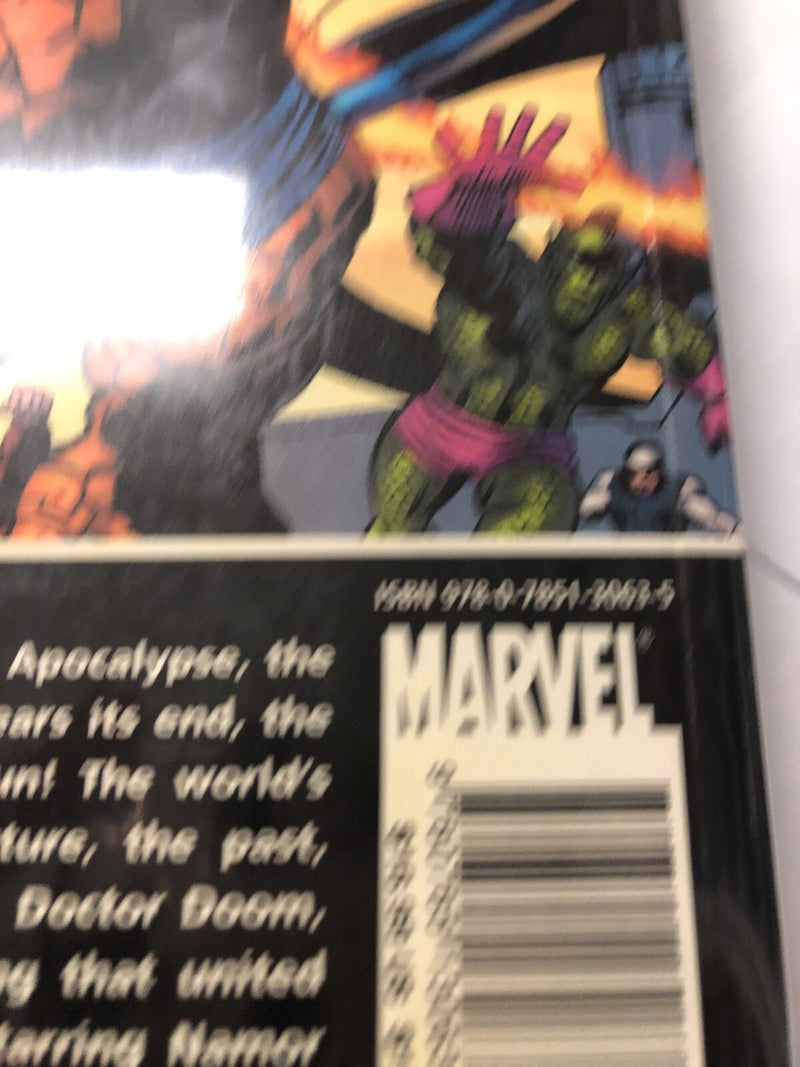 ISBN 978-0-7851-3063-5
MARVEL
Apocalypse, the
ears its end, the
un! The world's
ture, the past,
Doctor Doom,
g that united
tarring Namor